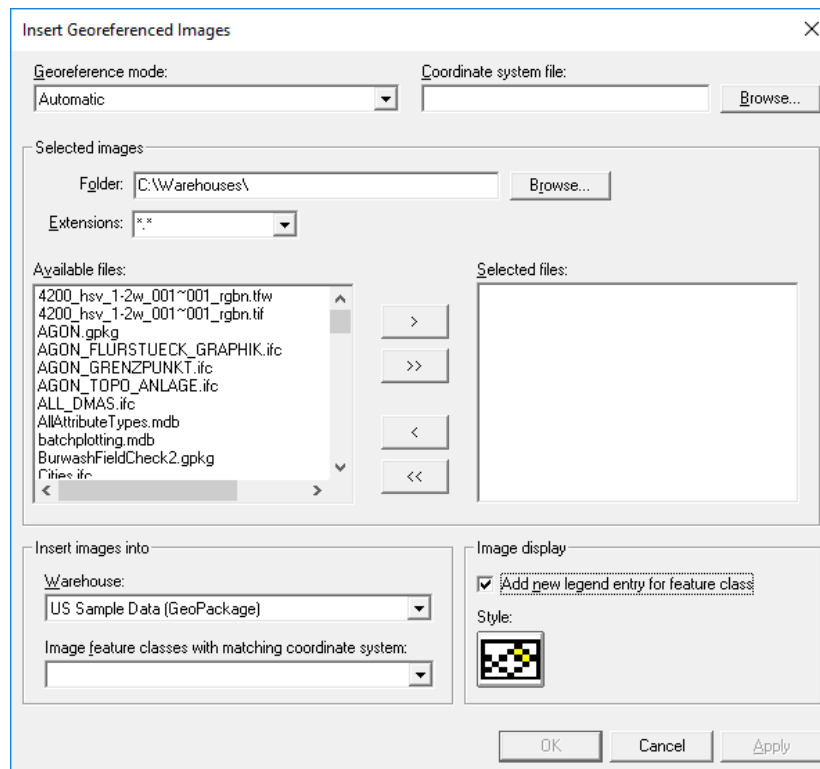 Insert Georeferenced Images
Georeference mode:
Coordinate system file:
Automatic
Browse...
Selected images
Folder: C:\Warehouses\ Browse...
Extensions: *.*
Available files:
Selected files:
4200_hsv_1-2w_001~001_rgbn.tfw
4200_hsv_1-2w_001~001_rgbn.tif
AGON.gpkg
AGON_FLURSTUECK_GRAPHIK.ifc
AGON_GRENZPUNKT.ifc
AGON_TOPO_ANLAGE.ifc
ALL_DMAS.ifc
AllAttributeTypes.mdb
batchplotting.mdb
BurwashFieldCheck2.gpkg
Cities.ifc
>
>>
<
<<
Insert images into
Warehouse:
US Sample Data (GeoPackage)
Image feature classes with matching coordinate system:
Image display
Add new legend entry for feature class
Style:
OK Cancel Apply